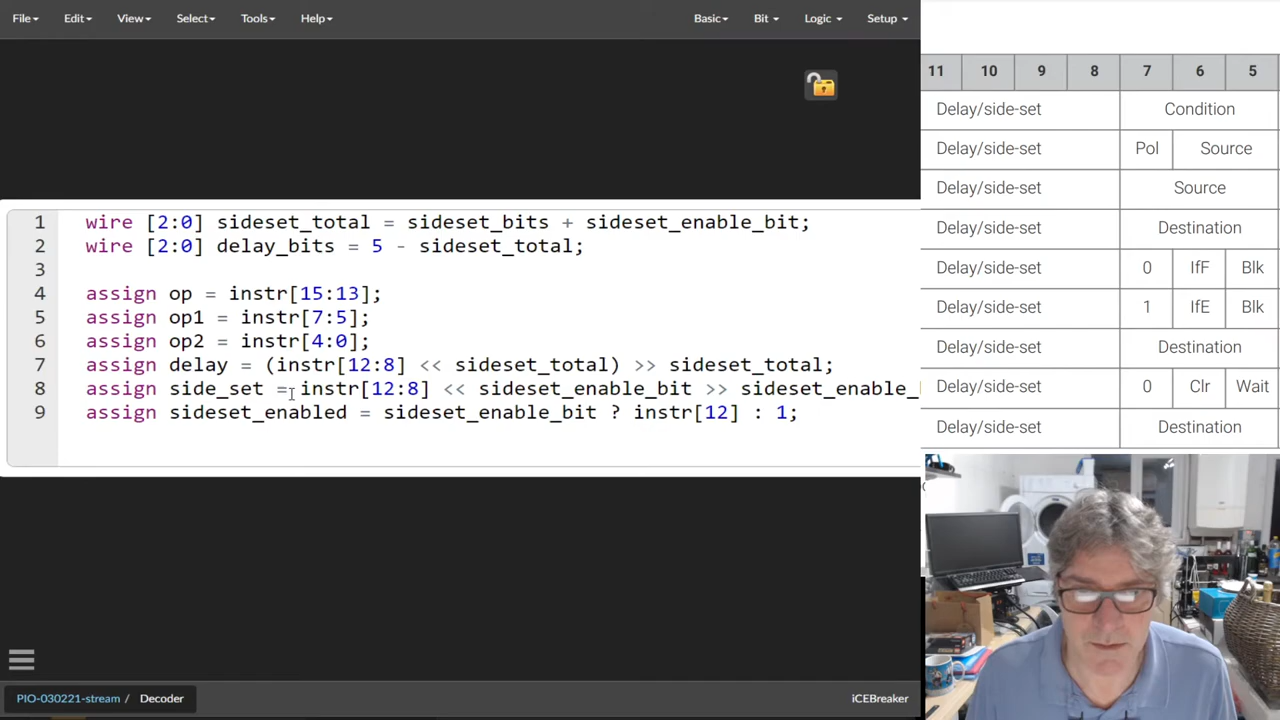 File Edit View Select Tools Help Basic Bit Logic Setup
1 wire [2:0] sideset_total = sideset_bits + sideset_enable_bit;
2 wire [2:0] delay_bits = 5 - sideset_total;
3
4 assign op = instr[15:13];
5 assign op1 = instr[7:5];
6 assign op2 = instr[4:0];
7 assign delay = (instr[12:8] << sideset_total) >> sideset_total;
8 assign side_set = instr[12:8] << sideset_enable_bit >> sideset_enable_
9 assign sideset_enabled = sideset_enable_bit ? instr[12] : 1;
PIO-030221-stream / Decoder
iCEBreaker
11 10 9 8 7 6 5
Delay/side-set Condition
Delay/side-set Pol Source
Delay/side-set Source
Delay/side-set Destination
Delay/side-set 0 IfF Blk
Delay/side-set 1 IfE Blk
Delay/side-set Destination
Delay/side-set 0 Clr Wait
Delay/side-set Destination